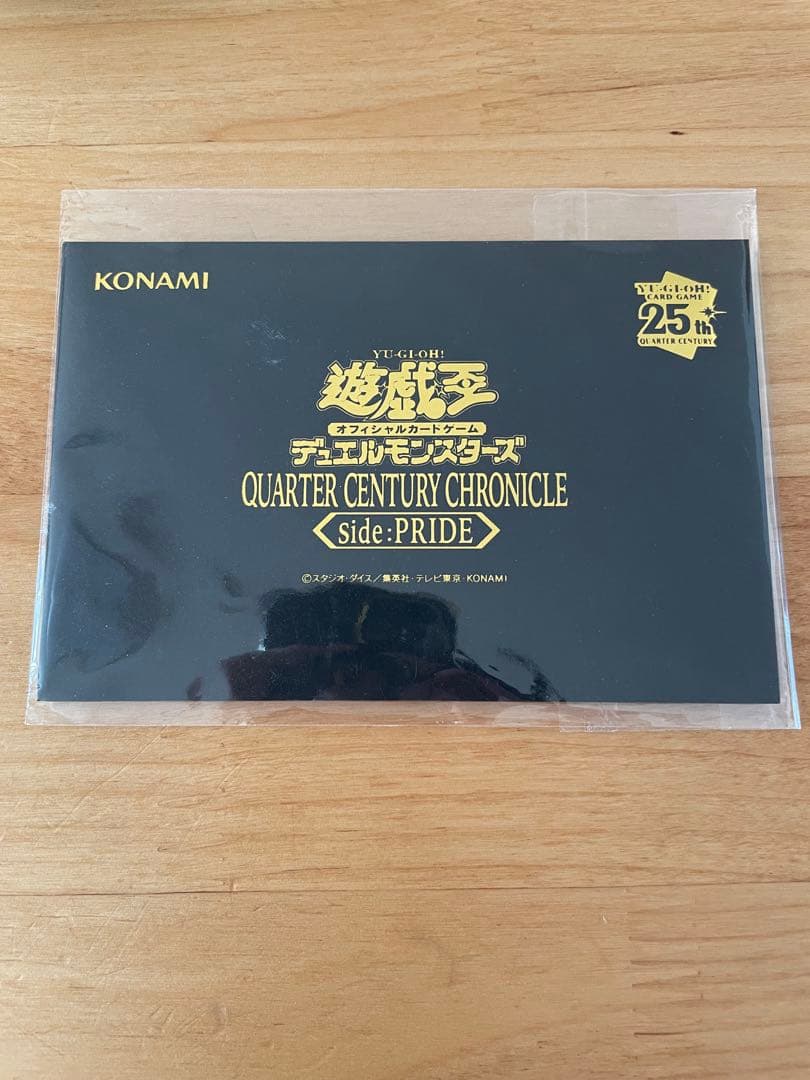 KONAMI
YU-GI-OH!
CARD GAME
25th
QUARTER CENTURY
YU-GI-OH!
遊戯王
オフィシャルカードゲーム
デュエルモンスターズ
QUARTER CENTURY CHRONICLE
side:PRIDE
©スタジオ・ダイス/集英社・テレビ東京・KONAMI